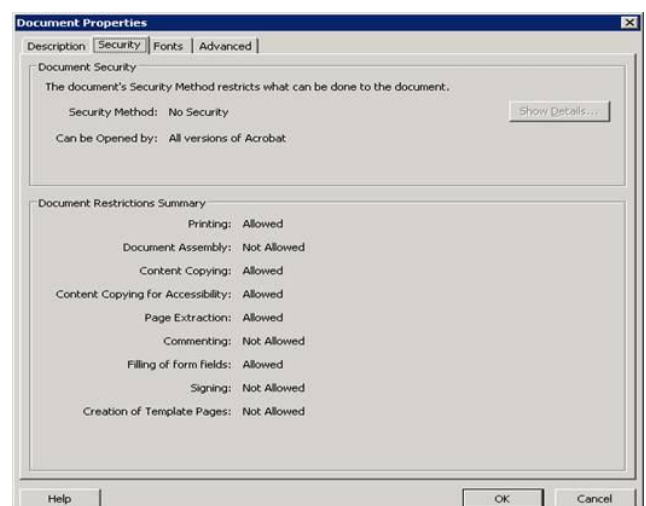 Document Properties
Description Security Fonts Advanced
Document Security
The document's Security Method restricts what can be done to the document.
Security Method: No Security
Show Details...
Can be Opened by: All versions of Acrobat
Document Restrictions Summary
Printing: Allowed
Document Assembly: Not Allowed
Content Copying: Allowed
Content Copying for Accessibility: Allowed
Page Extraction: Allowed
Commenting: Not Allowed
Filling of form fields: Allowed
Signing: Not Allowed
Creation of Template Pages: Not Allowed
Help OK Cancel